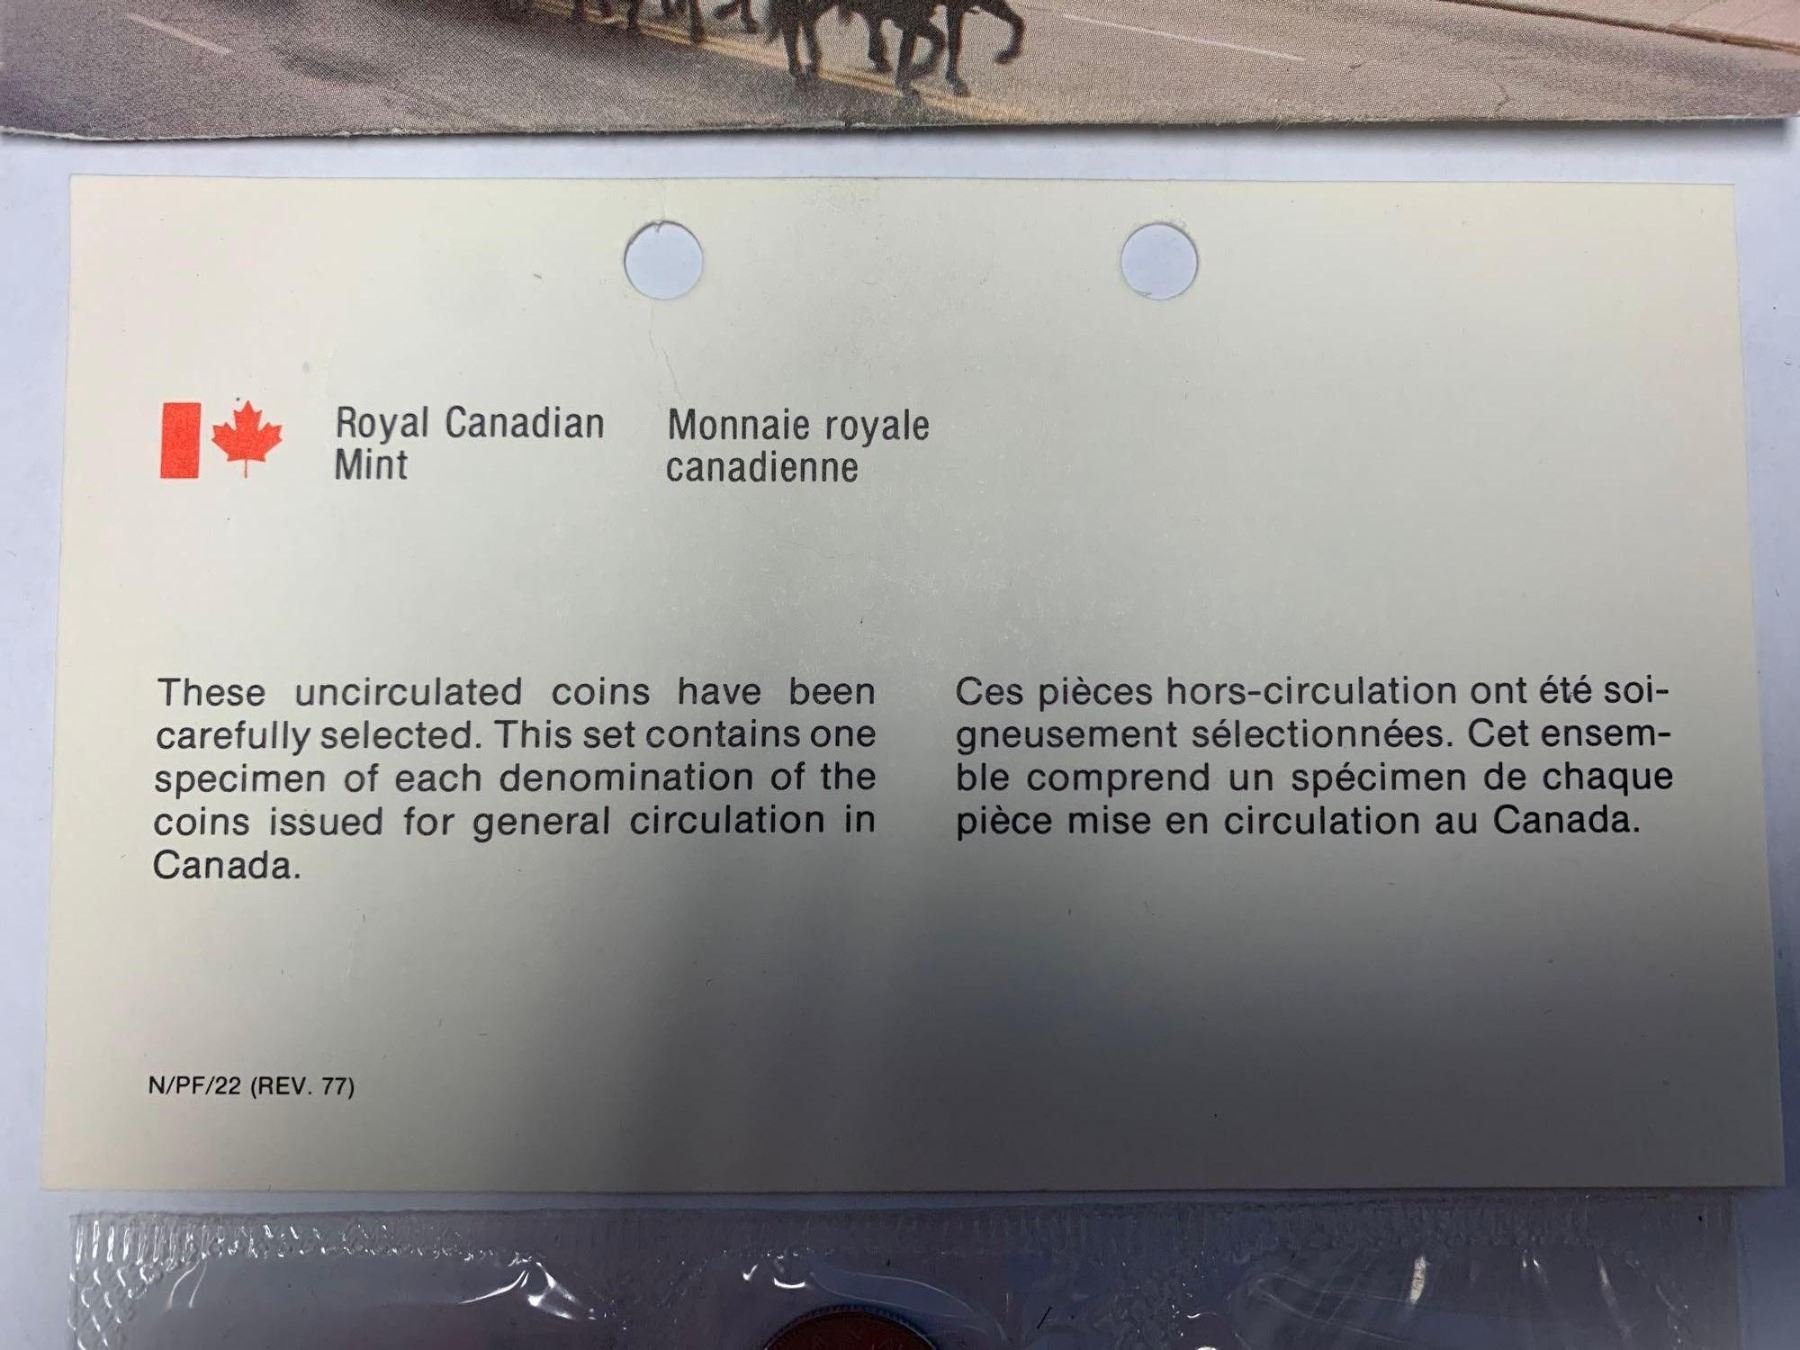 Royal Canadian
Mint
Monnaie royale
canadienne
These uncirculated coins have been
carefully selected. This set contains one
specimen of each denomination of the
coins issued for general circulation in
Canada.
Ces pièces hors-circulation ont été soi-
gneusement sélectionnées. Cet ensem-
ble comprend un spécimen de chaque
pièce mise en circulation au Canada.
N/PF/22 (REV. 77)